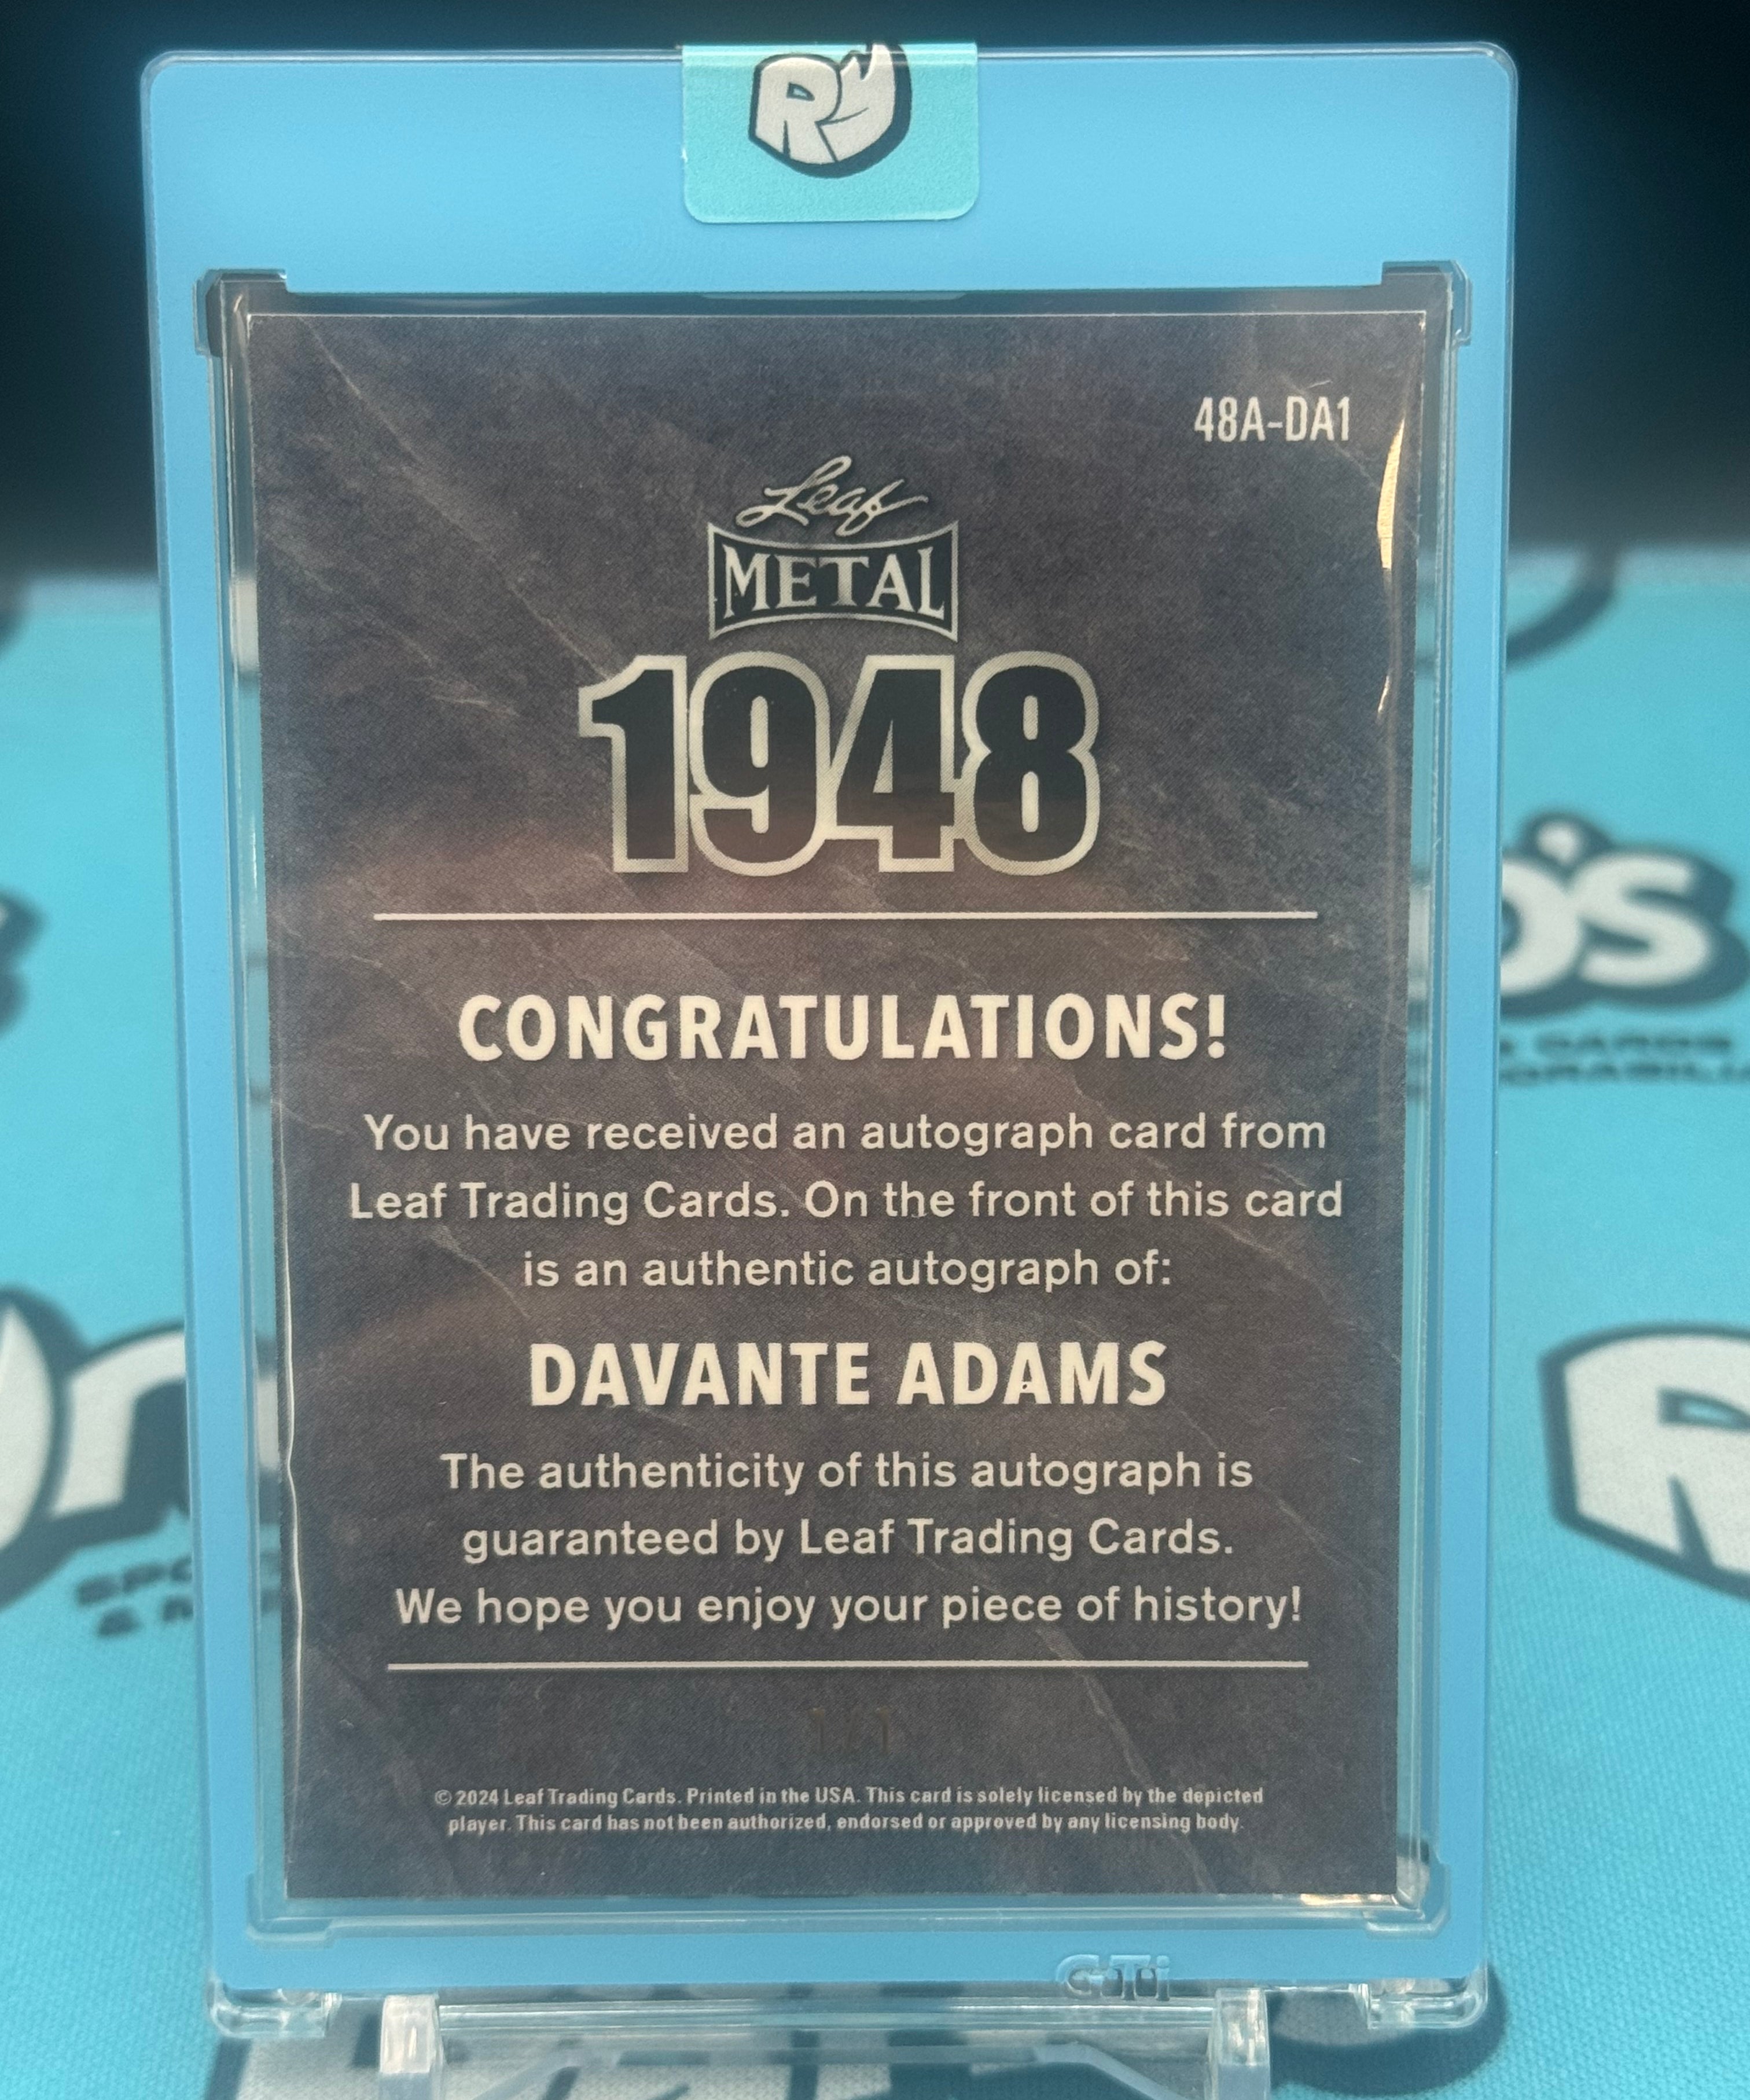 48A-DA1
Leaf
METAL
1948
CONGRATULATIONS!
You have received an autograph card from
Leaf Trading Cards. On the front of this card
is an authentic autograph of:
DAVANTE ADAMS
The authenticity of this autograph is
guaranteed by Leaf Trading Cards.
We hope you enjoy your piece of history!
1/1
© 2024 Leaf Trading Cards. Printed in the USA. This card is solely licensed by the depicted
player. This card has not been authorized, endorsed or approved by any licensing body.